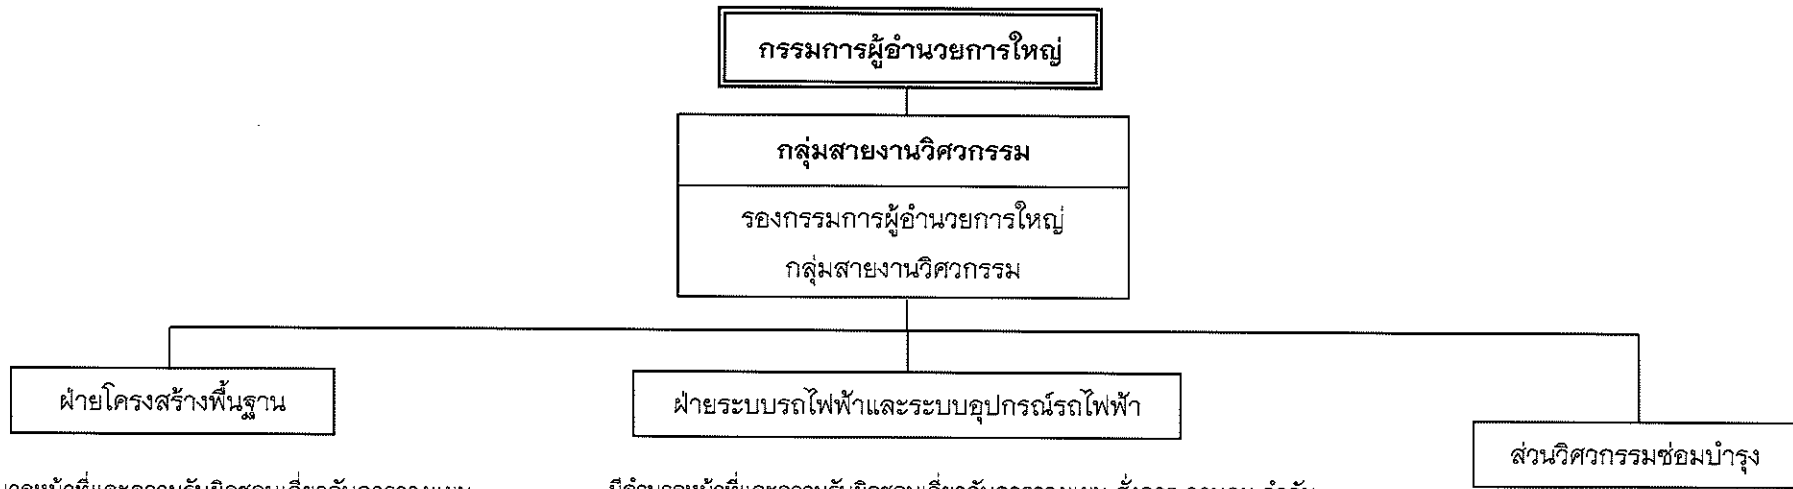 กรรมการผู้อำนวยการใหญ่
กลุ่มสายงานวิศวกรรม
รองกรรมการผู้อำนวยการใหญ่
กลุ่มสายงานวิศวกรรม
ฝ่ายโครงสร้างพื้นฐาน
ฝ่ายระบบรถไฟฟ้าและระบบอุปกรณ์รถไฟฟ้า
ส่วนวิศวกรรมซ่อมบำรุง